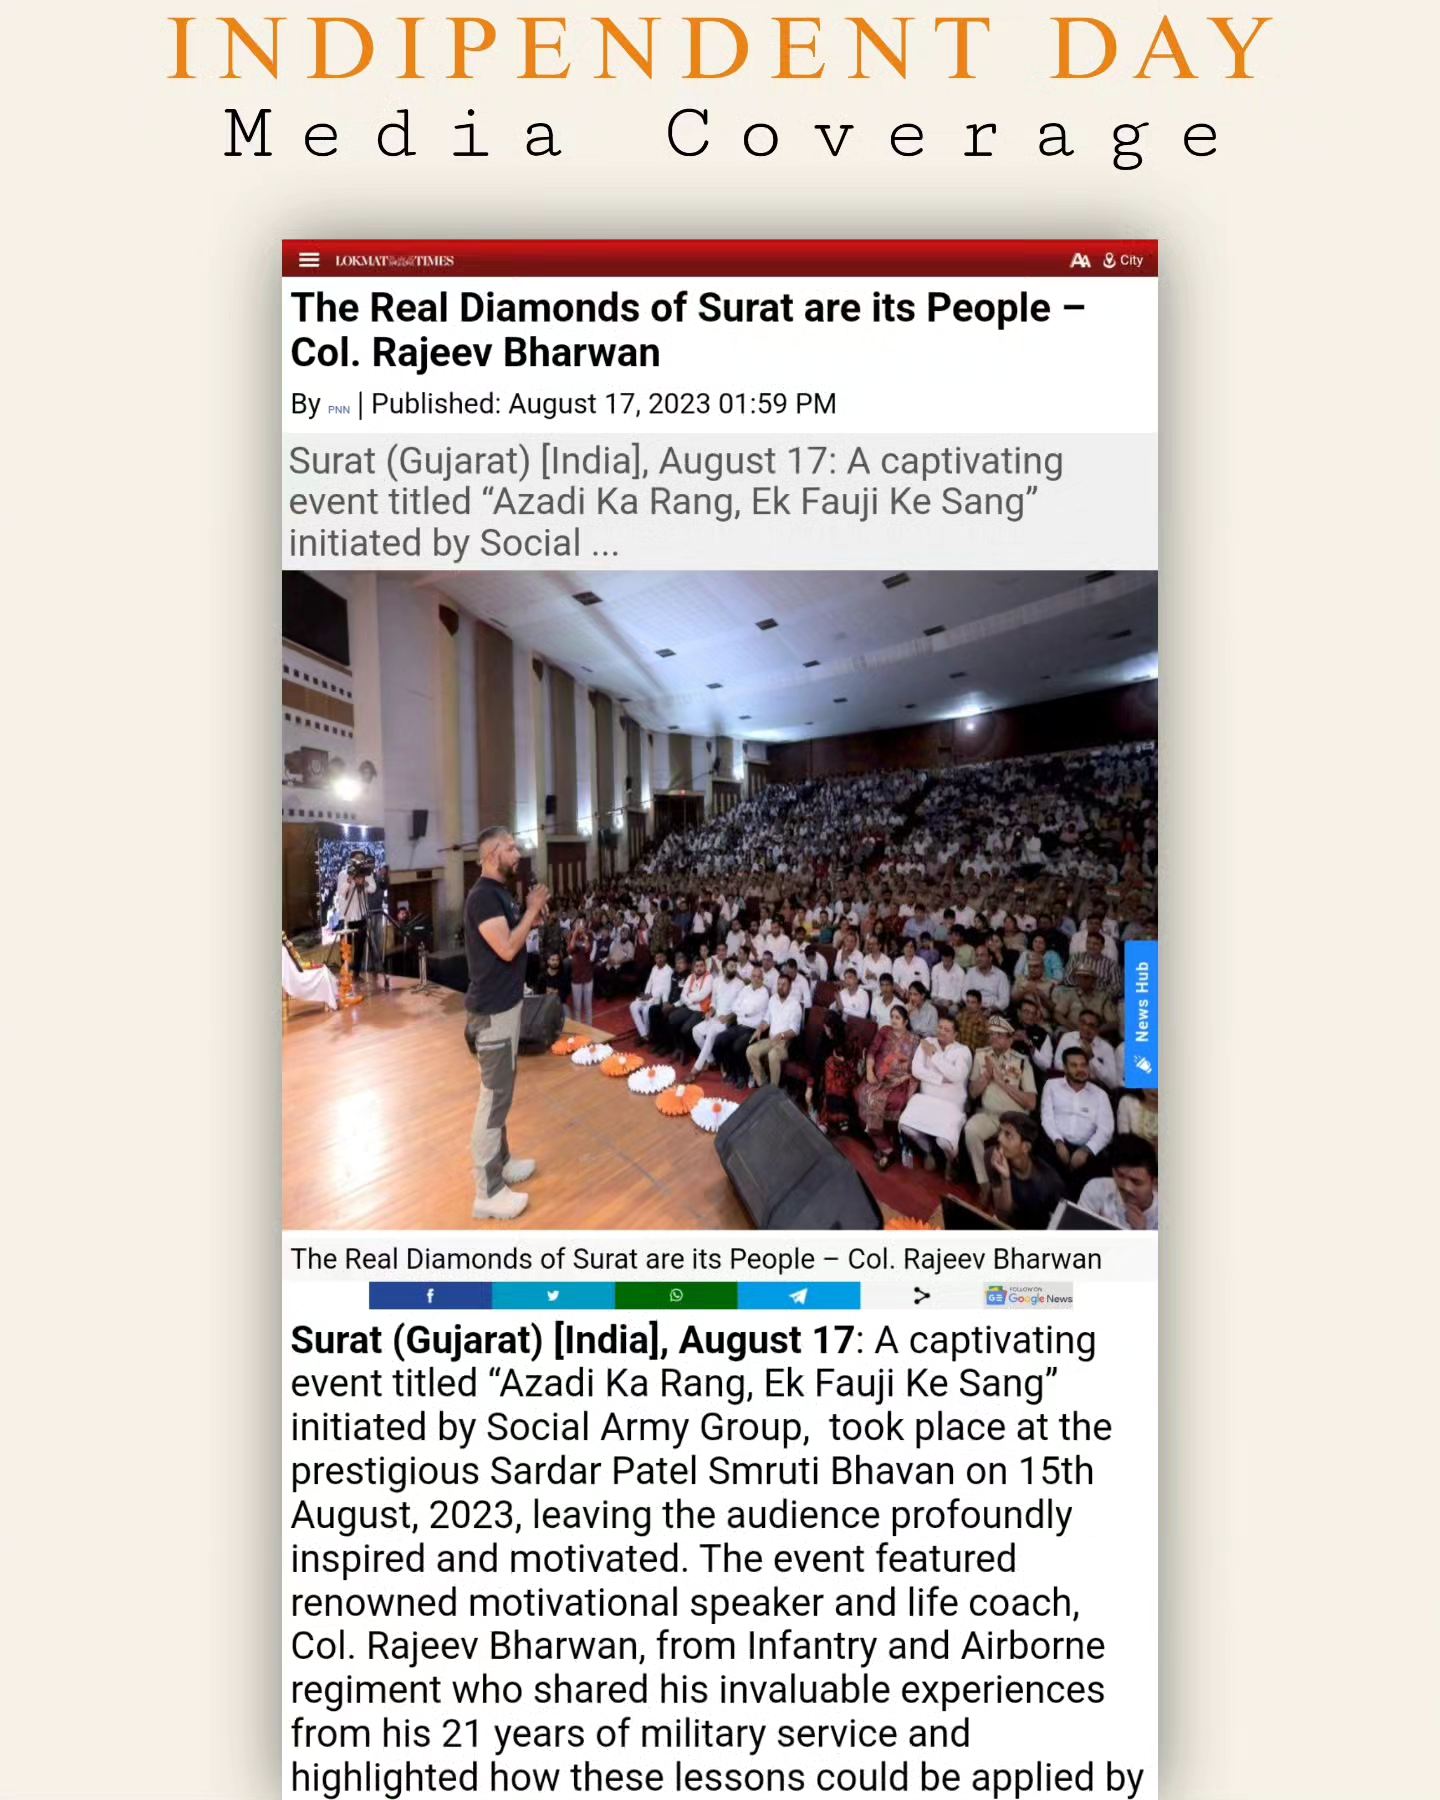 INDIPENDENT DAY
Media Coverage
LOKMAT TIMES
AA City
The Real Diamonds of Surat are its People –
Col. Rajeev Bharwan
By PNN | Published: August 17, 2023 01:59 PM
Surat (Gujarat) [India], August 17: A captivating
event titled “Azadi Ka Rang, Ek Fauji Ke Sang”
initiated by Social ...
News Hub
The Real Diamonds of Surat are its People – Col. Rajeev Bharwan
FOLLOW ON
GE Google News
Surat (Gujarat) [India], August 17: A captivating
event titled “Azadi Ka Rang, Ek Fauji Ke Sang”
initiated by Social Army Group,  took place at the
prestigious Sardar Patel Smruti Bhavan on 15th
August, 2023, leaving the audience profoundly
inspired and motivated. The event featured
renowned motivational speaker and life coach,
Col. Rajeev Bharwan, from Infantry and Airborne
regiment who shared his invaluable experiences
from his 21 years of military service and
highlighted how these lessons could be applied by